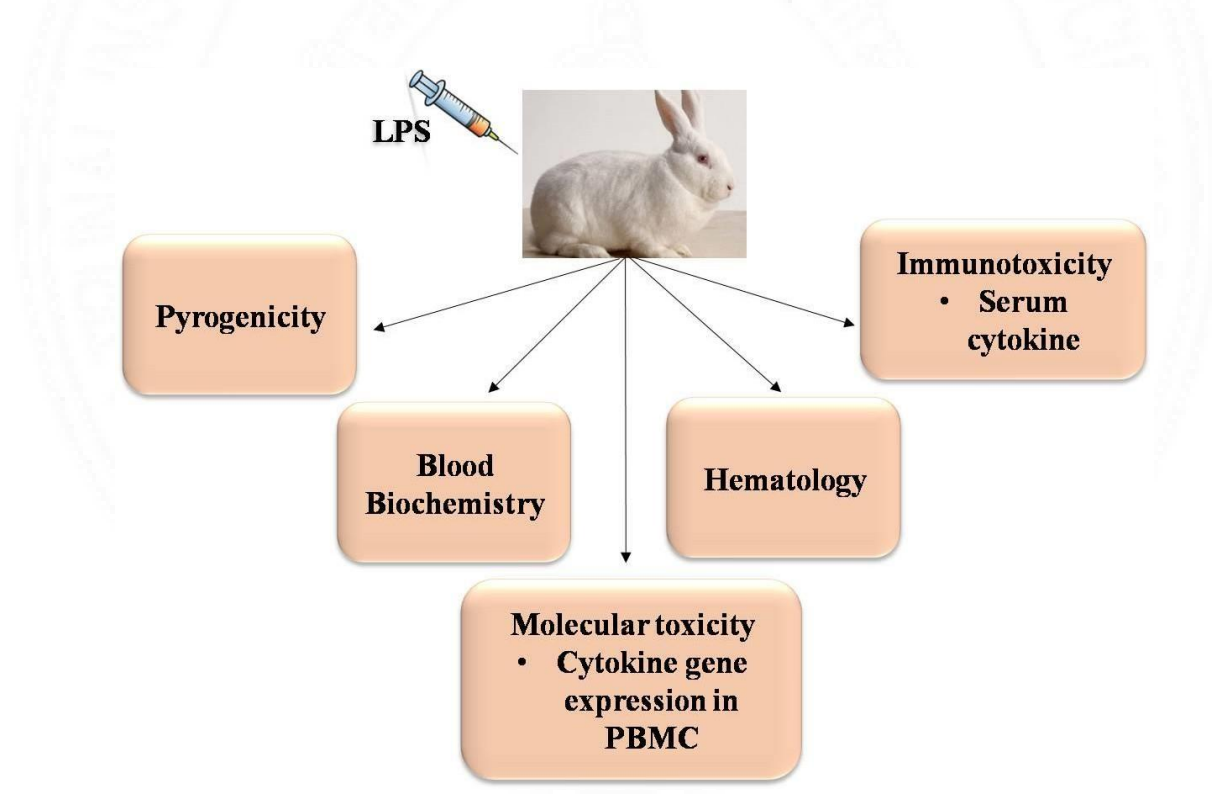 LPS
Pyrogenicity
Immunotoxicity
• Serum
cytokine
Blood
Biochemistry
Hematology
Molecular toxicity
• Cytokine gene
expression in
PBMC